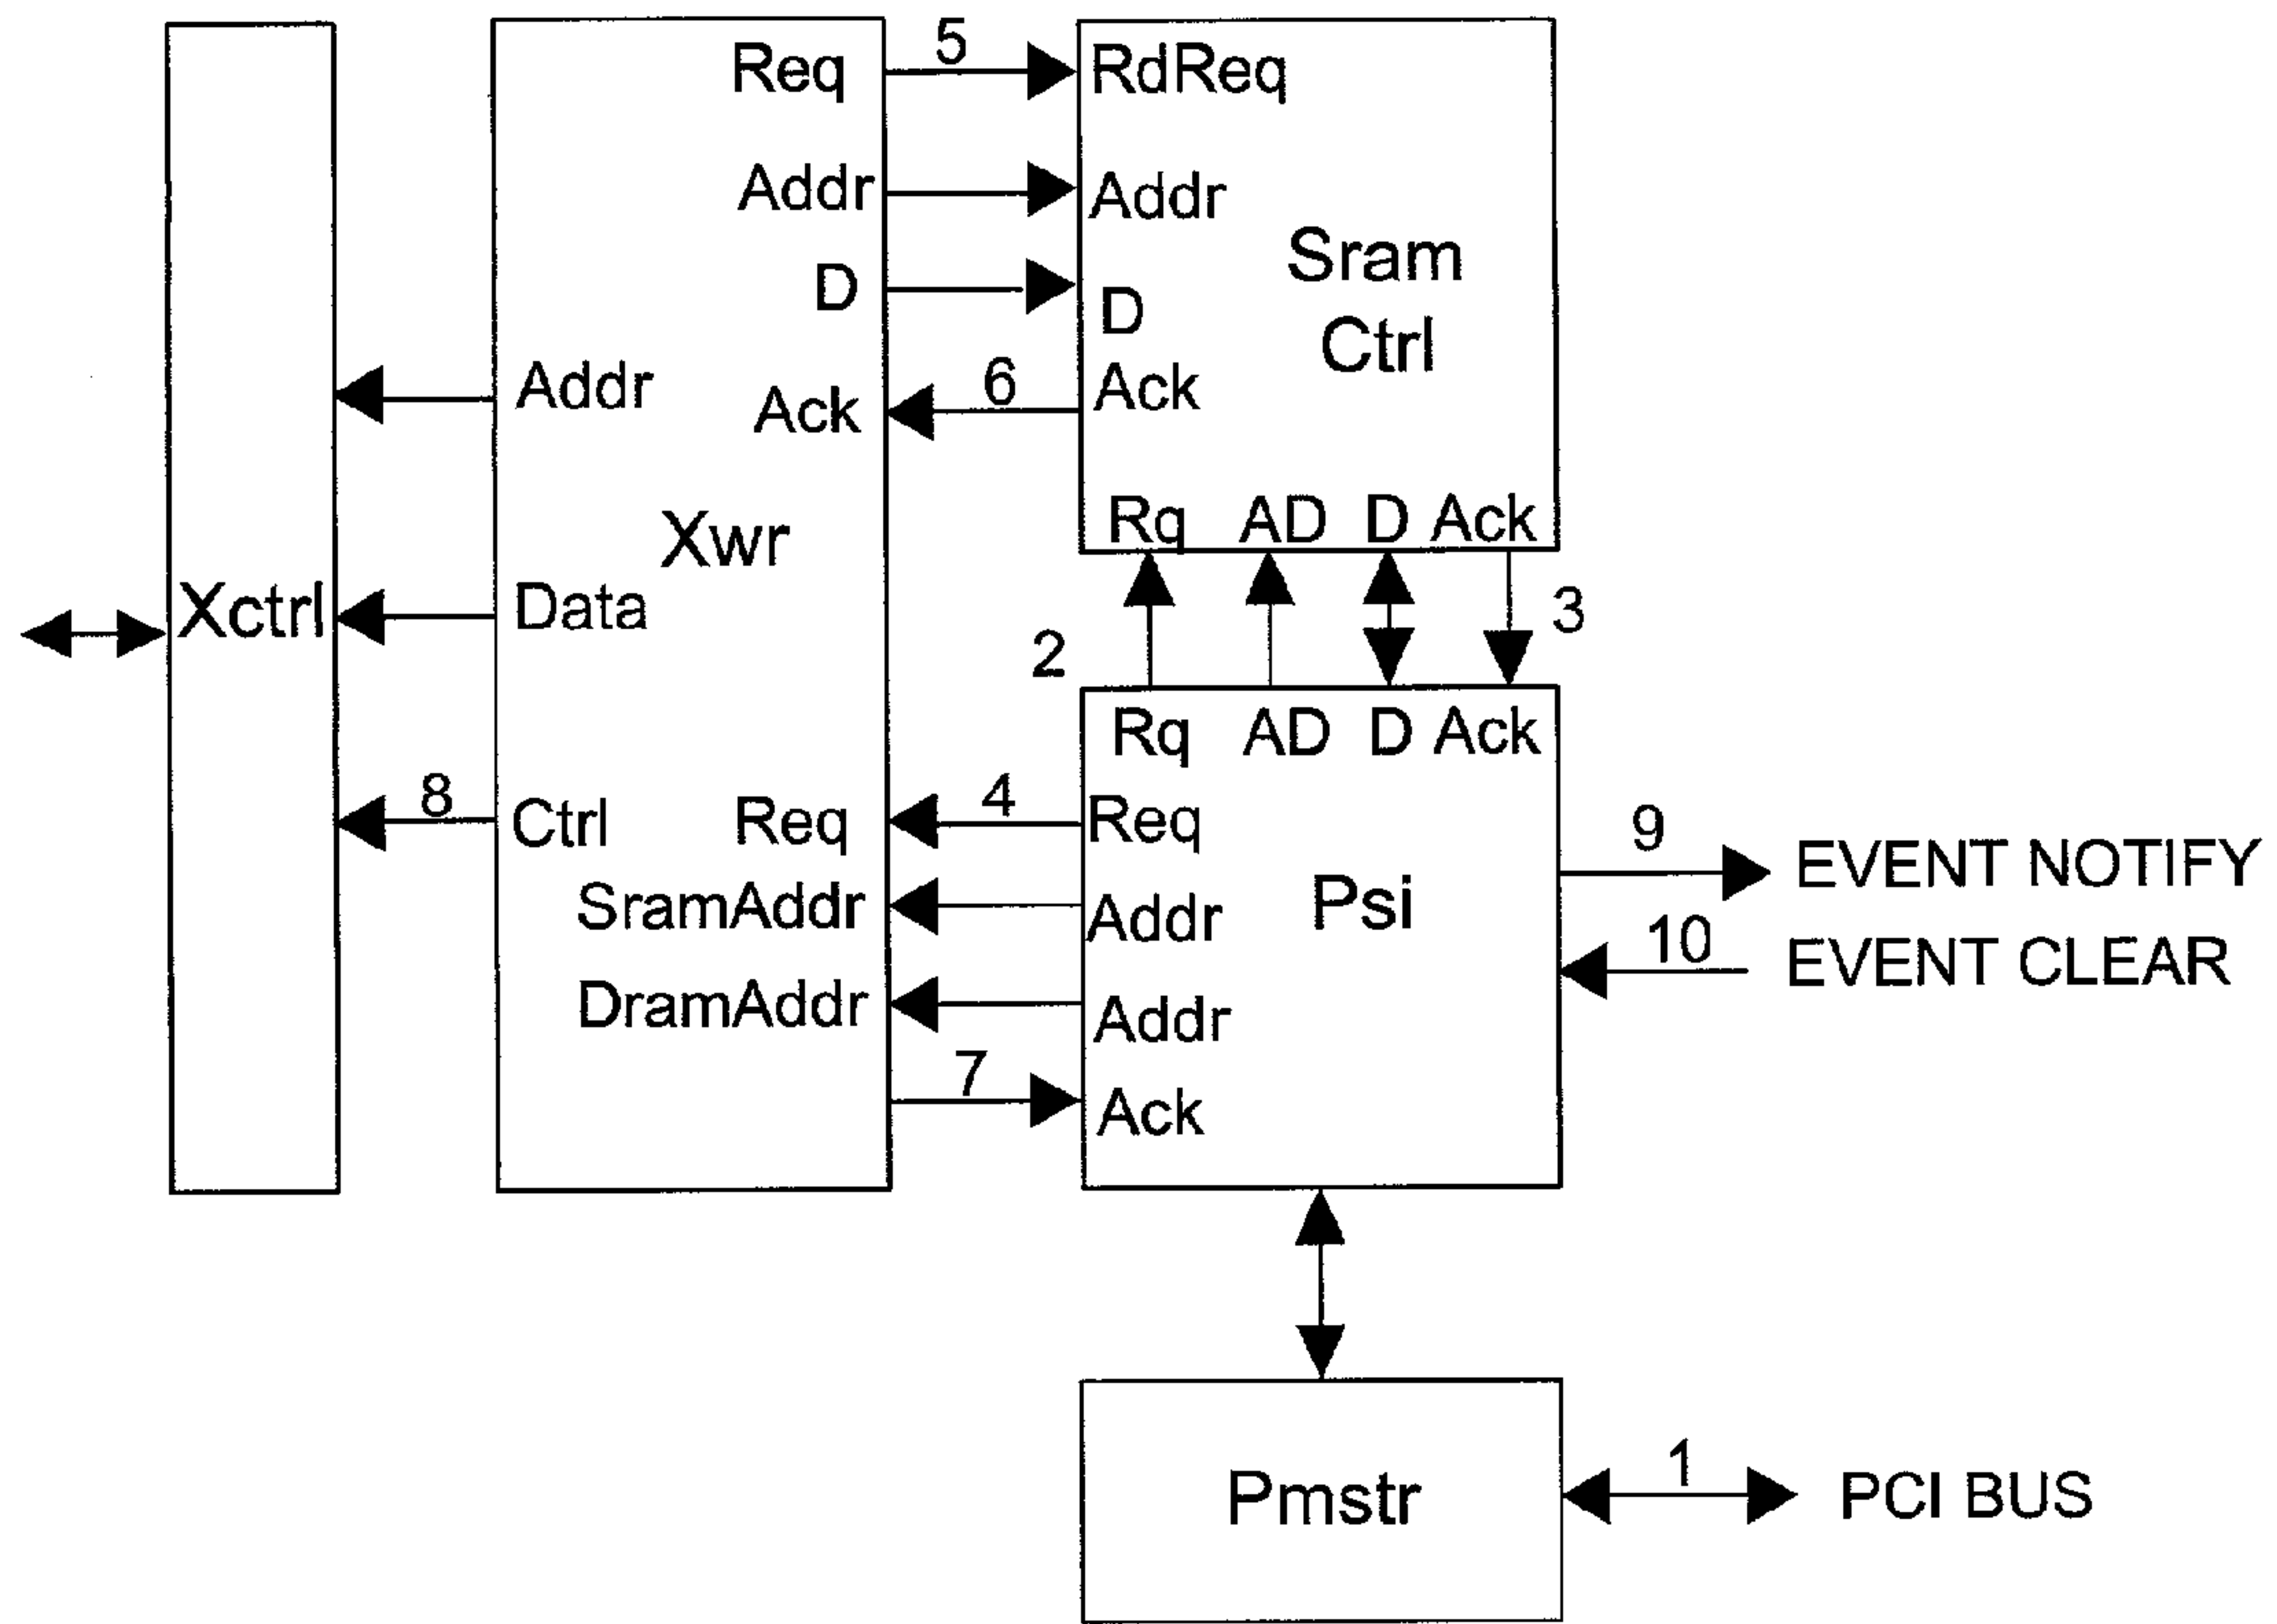 5
Req
RdReq
Addr
Addr
D
D
Sram
Ctrl
Addr
Ack
6
Ack
Rq AD D Ack
Xwr
Xctrl
Data
2
3
Rq AD D Ack
8
Ctrl
Req
4
Req
9
EVENT NOTIFY
SramAddr
Addr
Psi
10
EVENT CLEAR
DramAddr
Addr
7
Ack
Pmstr
1
PCI BUS